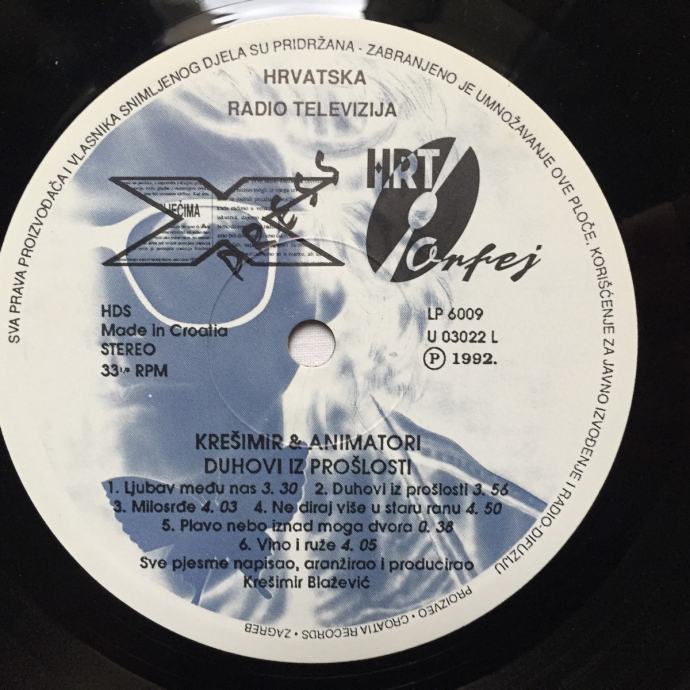 SVA PRAVA PROIZVOĐAČA I VLASNIKA SNIMLJENOG DJELA SU PRIDRŽANA - ZABRANJENO JE UMNOŽAVANJE OVE PLOČE, KORIŠĆENJE ZA JAVNO IZVOĐENJE I RADIO-DIFUZIJU
HRVATSKA
RADIO TELEVIZIJA
X PRESS
HRT
Orfej
HDS
Made in Croatia
STEREO
33 1/3 RPM
LP 6009
U 03022 L
Ⓟ 1992.
KREŠIMIR & ANIMATORI
DUHOVI IZ PROŠLOSTI
1. Ljubav među nas 3. 30 2. Duhovi iz prošlosti 3. 56
3. Milosrđe 4. 03 4. Ne diraj više u staru ranu 4. 50
5. Plavo nebo iznad moga dvora 0. 38
6. Vino i ruže 4. 05
Sve pjesme napisao, aranžirao i producirao
Krešimir Blažević
PROIZVEO • CROATIA RECORDS • ZAGREB